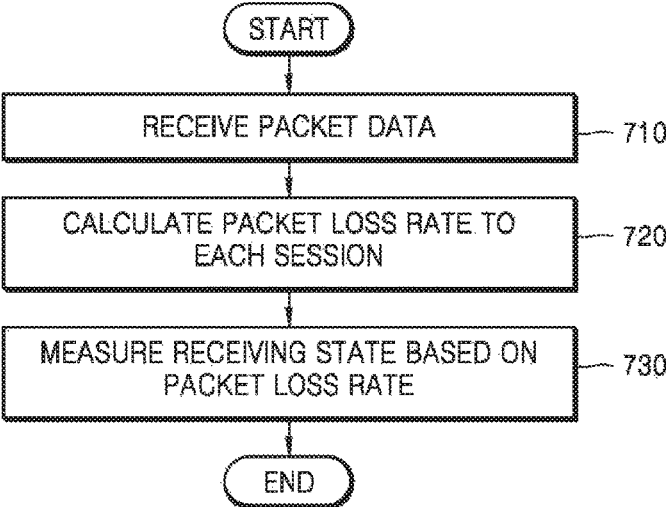 START
RECEIVE PACKET DATA
710
CALCULATE PACKET LOSS RATE TO
EACH SESSION
720
MEASURE RECEIVING STATE BASED ON
PACKET LOSS RATE
730
END